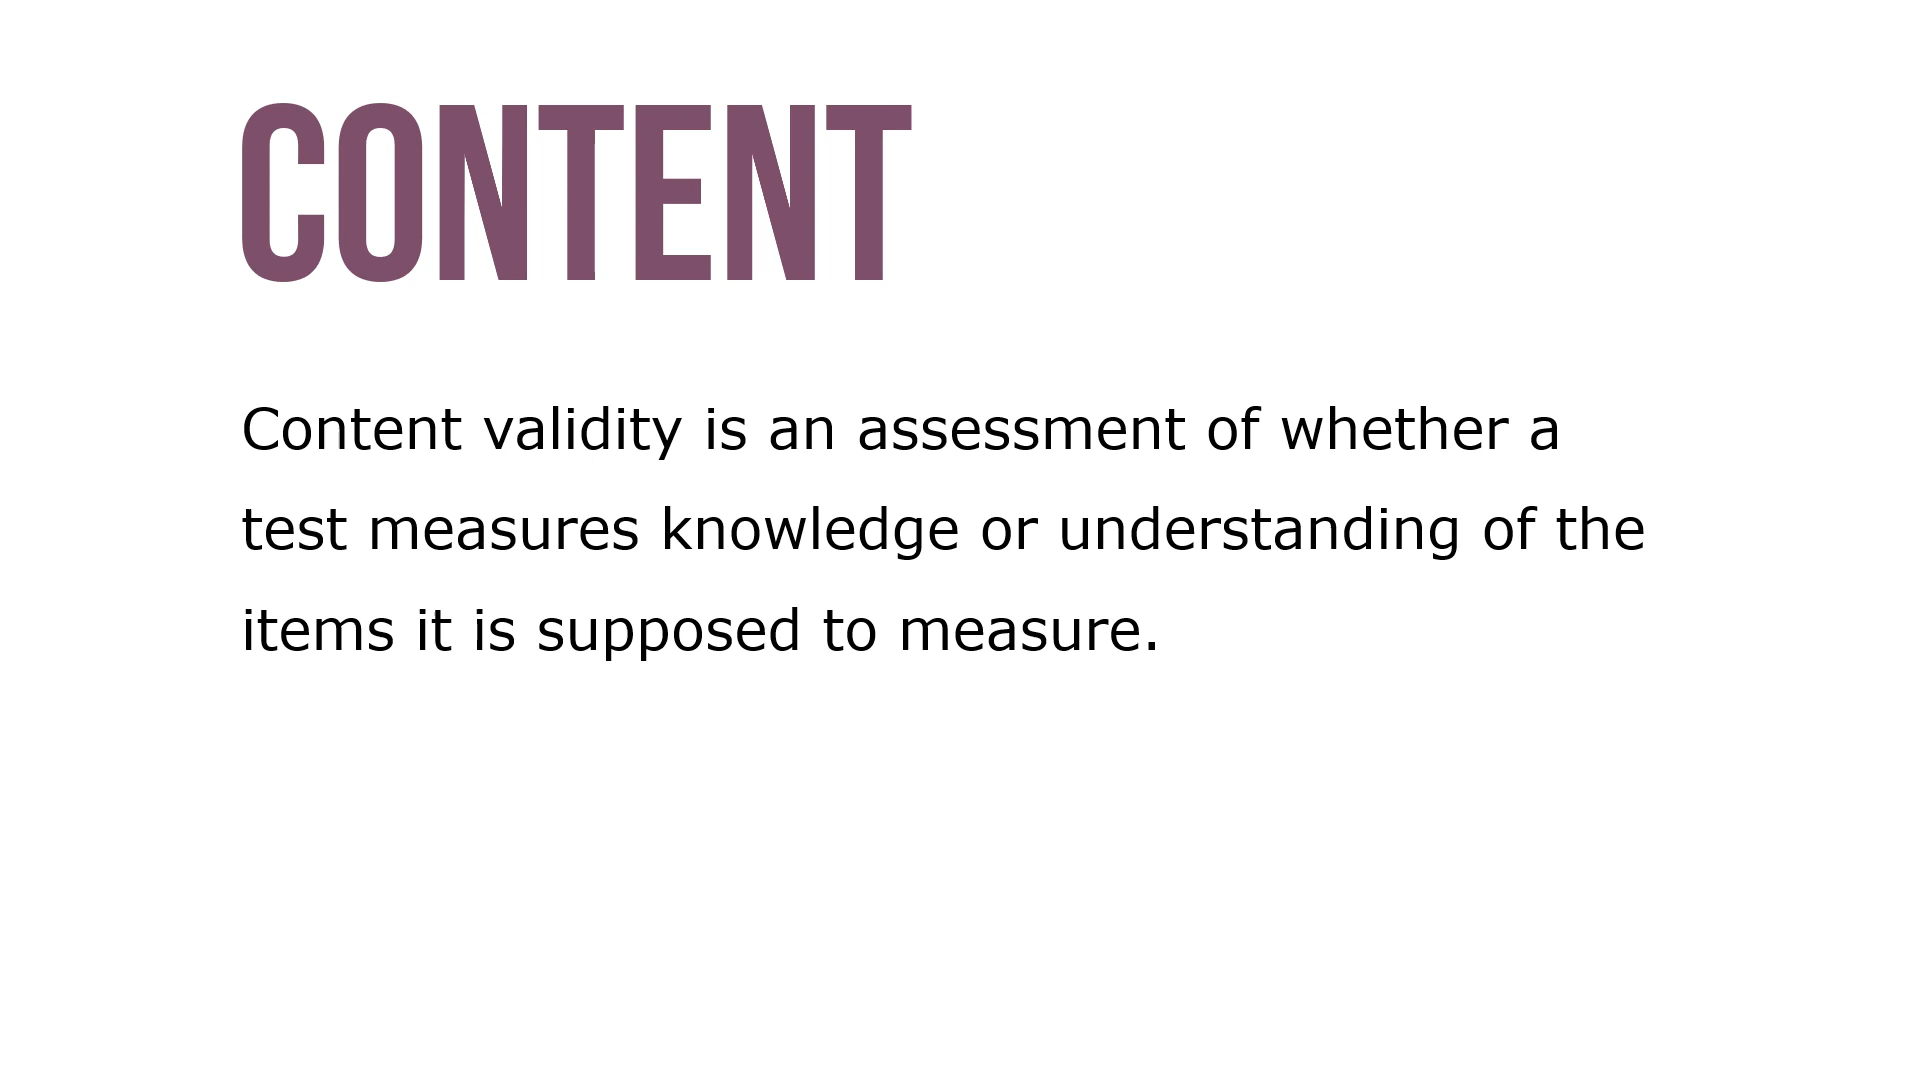 CONTENT
Content validity is an assessment of whether a
test measures knowledge or understanding of the
items it is supposed to measure.